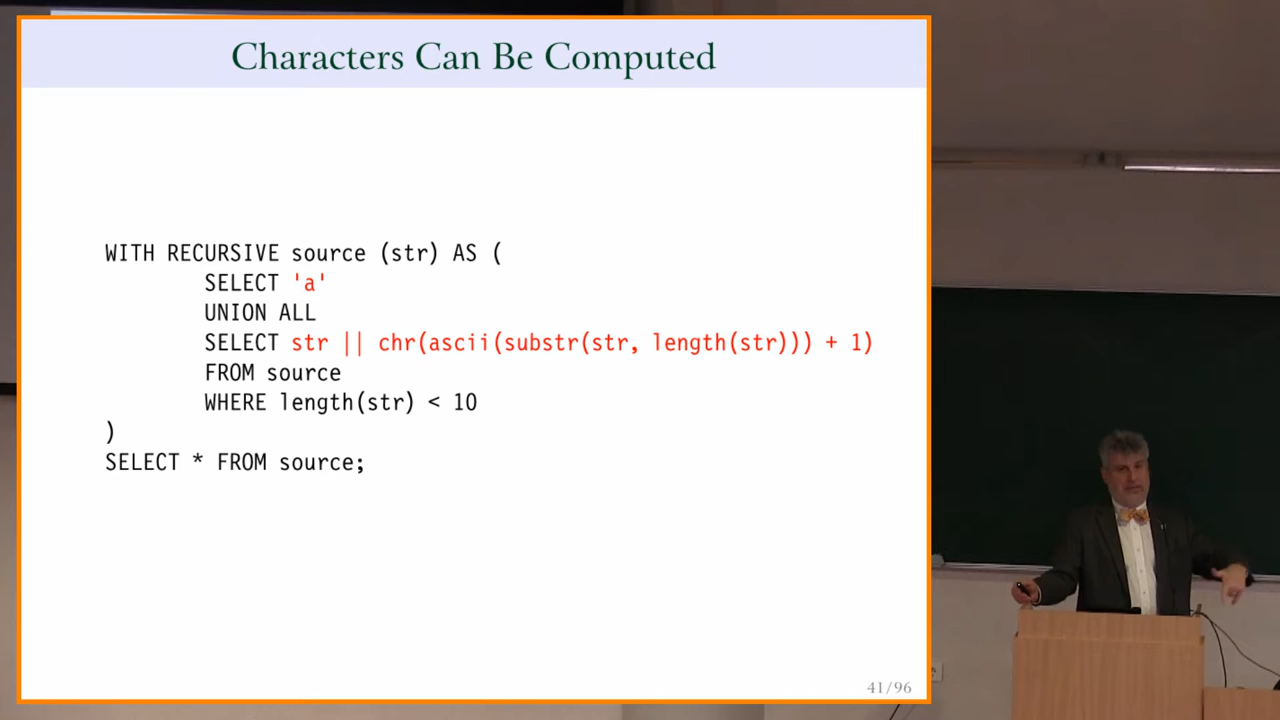 Characters Can Be Computed
WITH RECURSIVE source (str) AS (
SELECT 'a'
UNION ALL
SELECT str || chr(ascii(substr(str, length(str))) + 1)
FROM source
WHERE length(str) < 10
)
SELECT * FROM source;
41/96